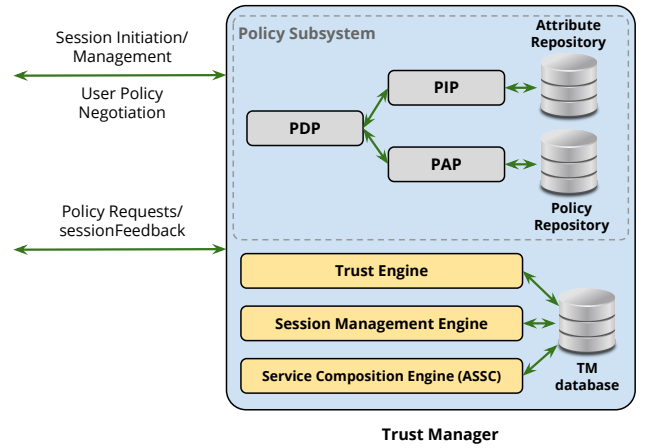 Session Initiation/
Management
User Policy
Negotiation
Policy Requests/
sessionFeedback
Policy Subsystem
Attribute
Repository
PIP
PDP
PAP
Policy
Repository
Trust Engine
Session Management Engine
Service Composition Engine (ASSC)
TM
database
Trust Manager